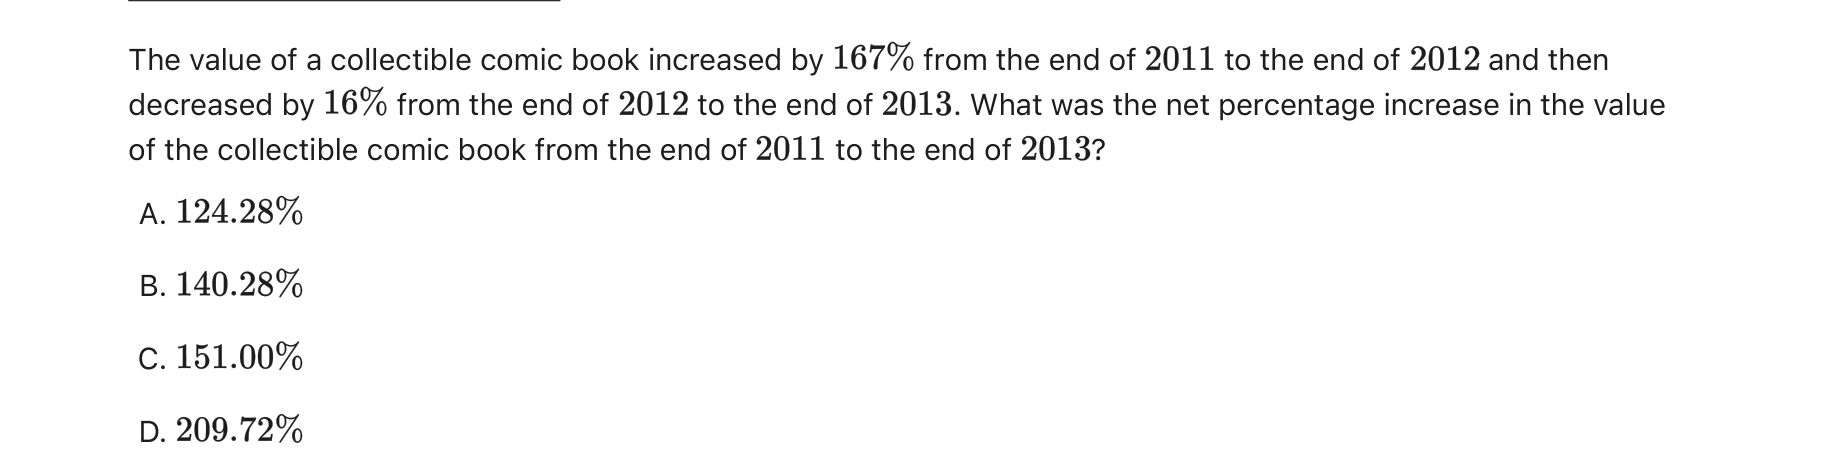 The value of a collectible comic book increased by 167% from the end of 2011 to the end of 2012 and then
decreased by 16% from the end of 2012 to the end of 2013. What was the net percentage increase in the value
of the collectible comic book from the end of 2011 to the end of 2013?
A. 124.28%
B. 140.28%
C. 151.00%
D. 209.72%